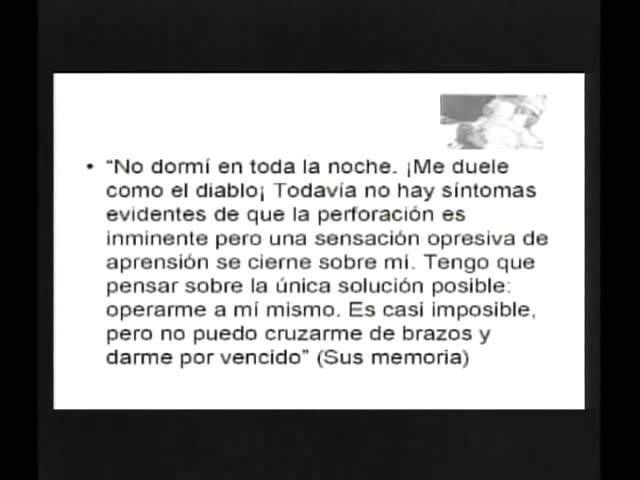 • “No dormí en toda la noche. ¡Me duele
como el diablo¡ Todavía no hay síntomas
evidentes de que la perforación es
inminente pero una sensación opresiva de
aprensión se cierne sobre mí. Tengo que
pensar sobre la única solución posible:
operarme a mí mismo. Es casi imposible,
pero no puedo cruzarme de brazos y
darme por vencido” (Sus memoria)